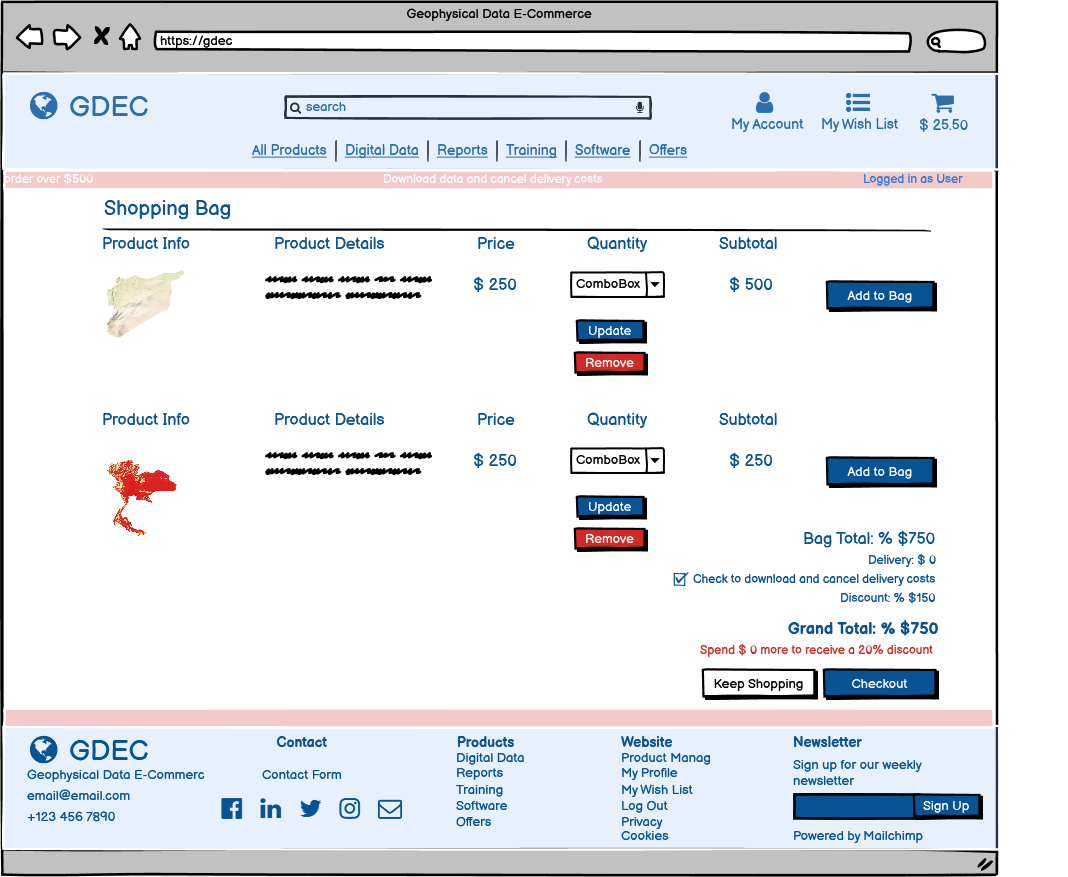 Geophysical Data E-Commerce
https://gdec
GDEC
search
My Account
My Wish List
$ 25.50
All Products | Digital Data | Reports | Training | Software | Offers
order over $500
Download data and cancel delivery costs
Logged in as User
Shopping Bag
Product Info Product Details Price Quantity Subtotal
$ 250 ComboBox $ 500 Add to Bag
Update
Remove
Product Info Product Details Price Quantity Subtotal
$ 250 ComboBox $ 250 Add to Bag
Update
Remove
Bag Total: % $750
Delivery: $ 0
Check to download and cancel delivery costs
Discount: % $150
Grand Total: % $750
Spend $ 0 more to receive a 20% discount
Keep Shopping Checkout
GDEC
Geophysical Data E-Commerc
email@email.com
+123 456 7890
Contact
Contact Form
Products
Digital Data
Reports
Training
Software
Offers
Website
Product Manag
My Profile
My Wish List
Log Out
Privacy
Cookies
Newsletter
Sign up for our weekly
newsletter
Sign Up
Powered by Mailchimp